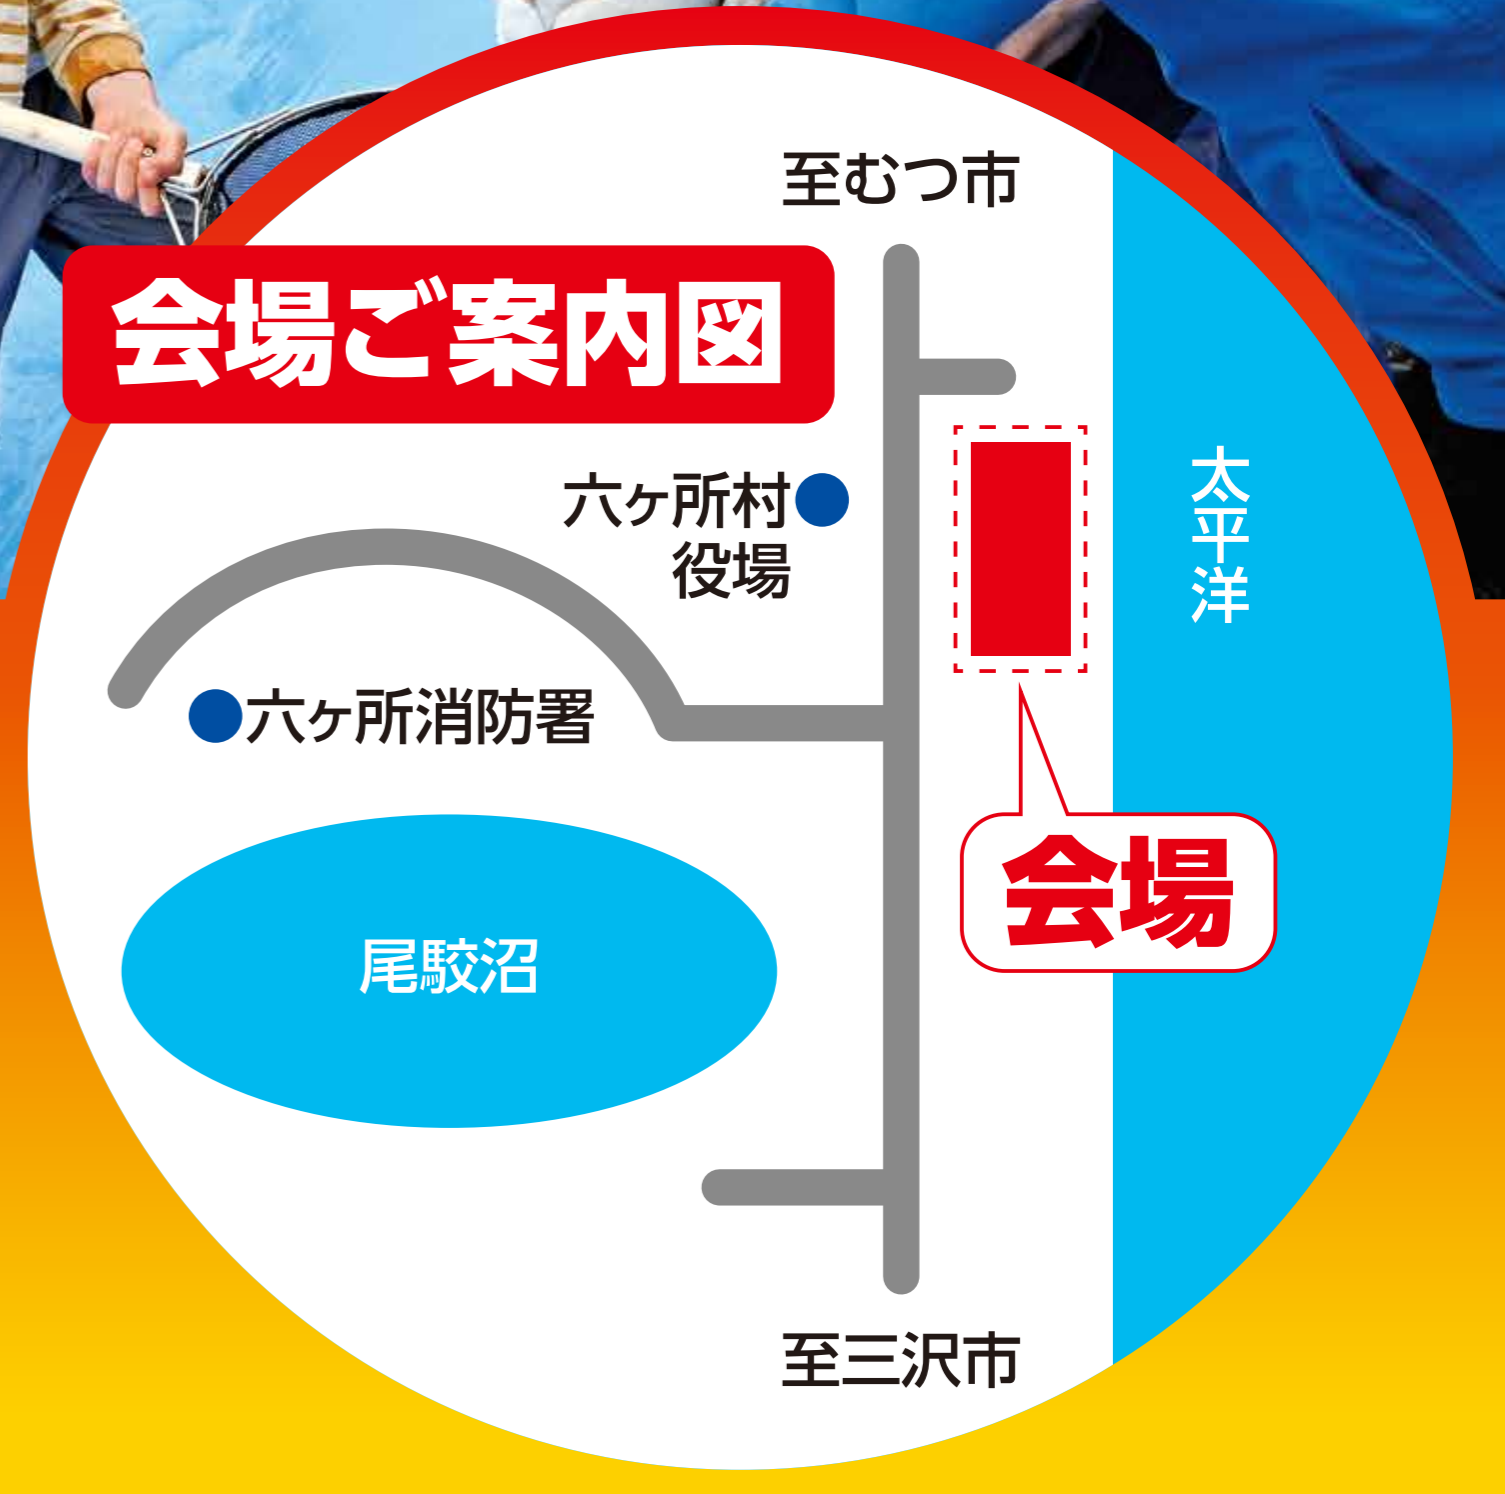 至むつ市
会場ご案内図
六ヶ所村
役場
太平洋
六ヶ所消防署
会場
尾駮沼
至三沢市